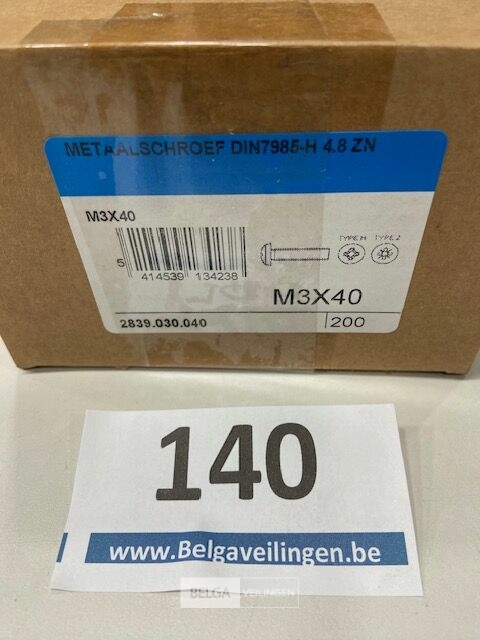 METAALSCHROEF DIN7985-H 4.8 ZN
M3X40
TYPE H TYPE Z
5 414539 134238
M3X40
2839.030.040 200
140
www.Belgaveilingen.be
BELGA VEILINGEN